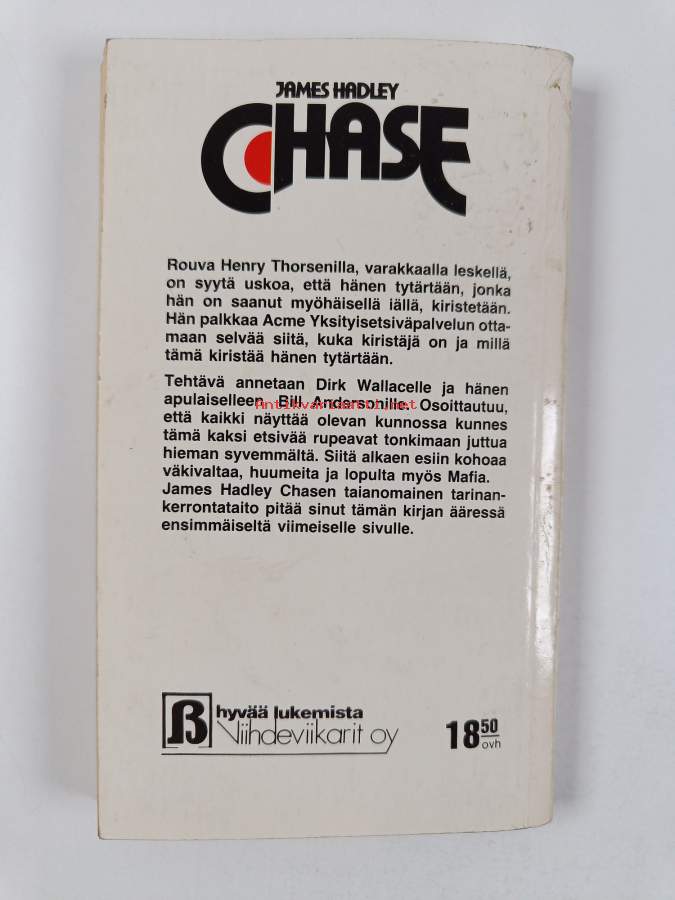 JAMES HADLEY
CHASE
Rouva Henry Thorsenilla, varakkaalla leskellä,
on syytä uskoa, että hänen tytärtään, jonka
hän on saanut myöhäisellä iällä, kiristetään.
Hän palkkaa Acme Yksityisetsiväpalvelun otta-
maan selvää siitä, kuka kiristäjä on ja millä
tämä kiristää hänen tytärtään.
Tehtävä annetaan Dirk Wallacelle ja hänen
apulaiselleen, Bill Andersonille. Osoittautuu,
Antikvariaatti.net
että kaikki näyttää olevan kunnossa kunnes
tämä kaksi etsivää rupeavat tonkimaan juttua
hieman syvemmältä. Siitä alkaen esiin kohoaa
väkivaltaa, huumeita ja lopulta myös Mafia.
James Hadley Chasen taianomainen tarinan-
kerrontataito pitää sinut tämän kirjan ääressä
ensimmäiseltä viimeiselle sivulle.
ß hyvää lukemista
Viihdeviikarit oy
18 50
ovh